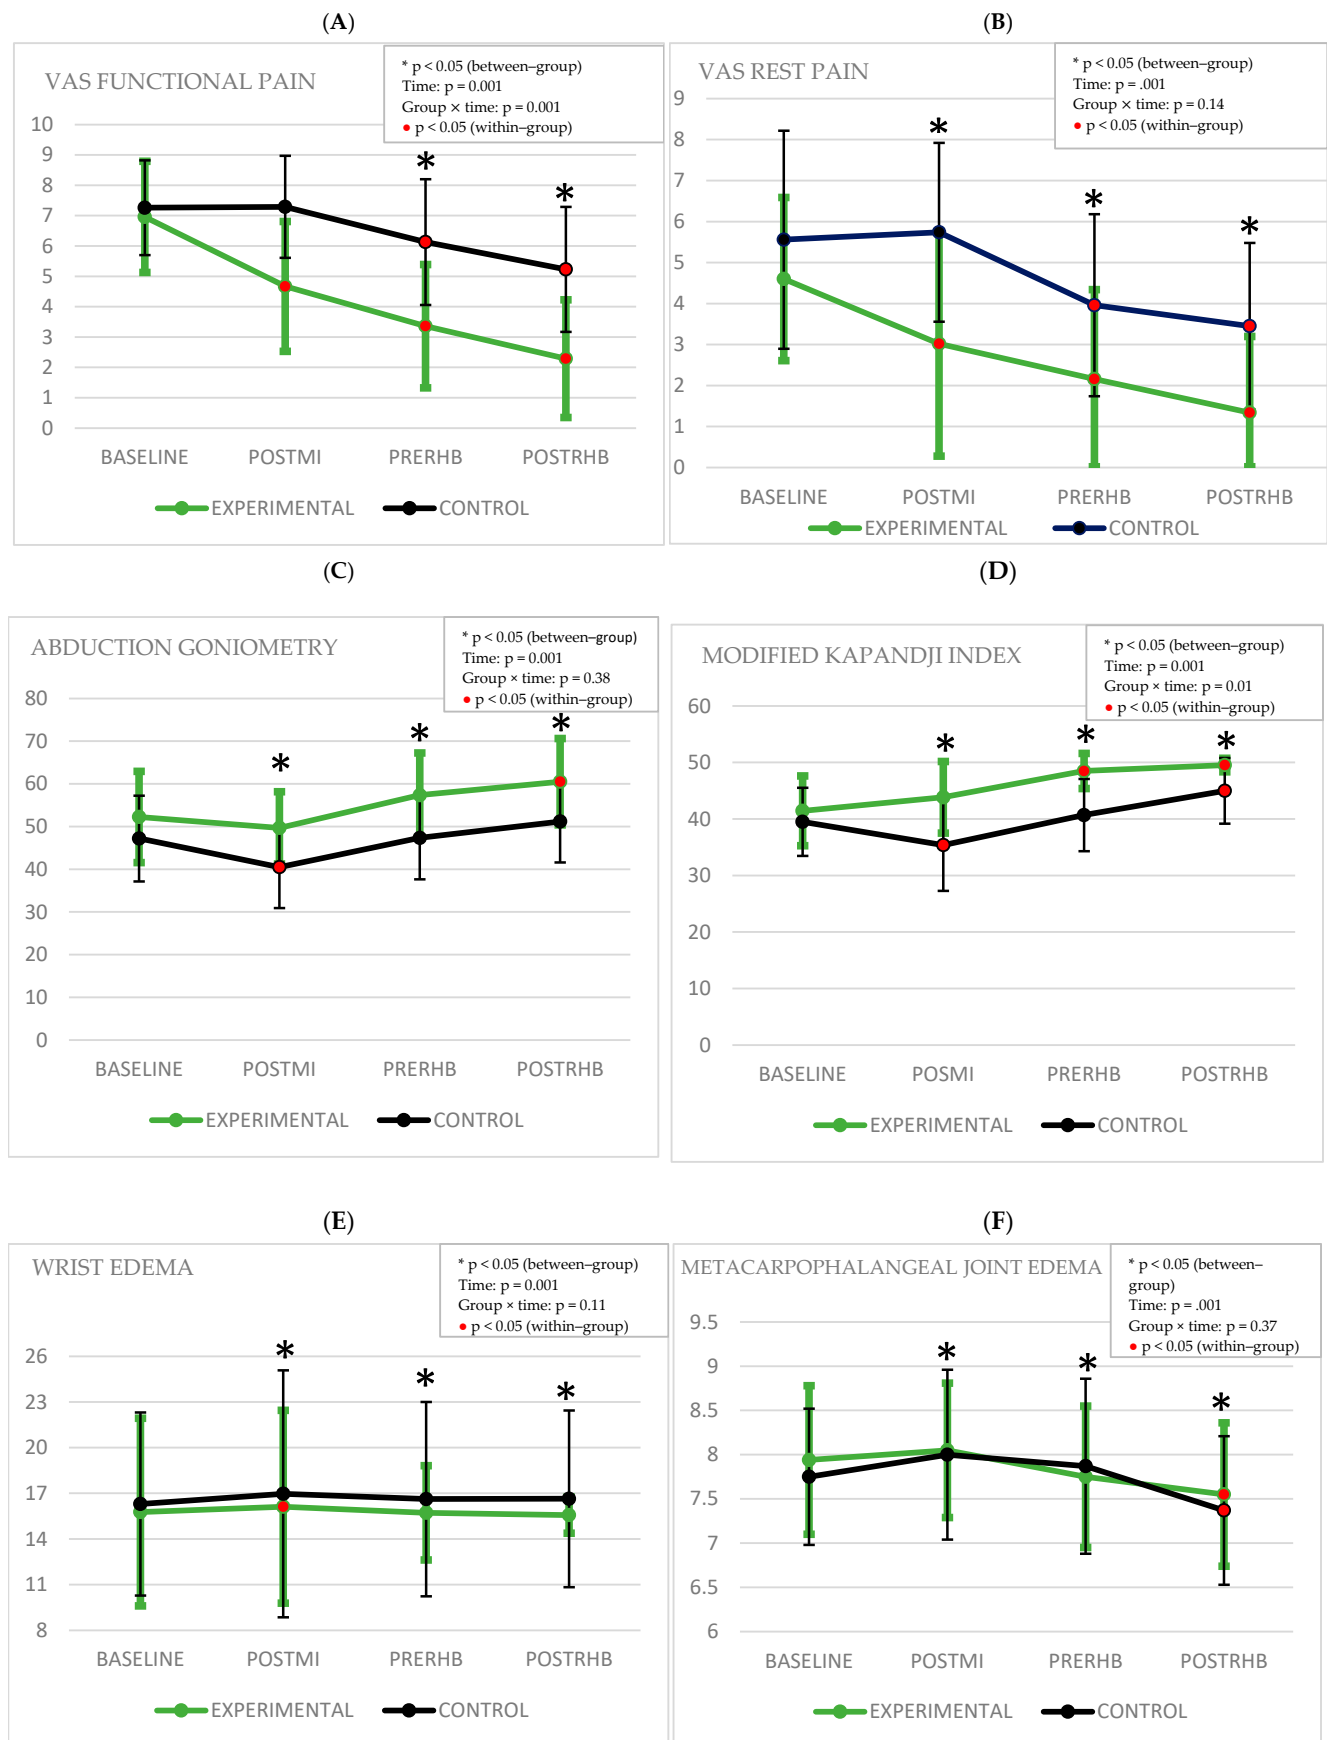 (A)
VAS FUNCTIONAL PAIN
* p < 0.05 (between–group)
Time: p = 0.001
Group × time: p = 0.001
● p < 0.05 (within–group)
10
9
8
7
6
5
4
3
2
1
0
* *
BASELINE POSTMI PRERHB POSTRHB
EXPERIMENTAL CONTROL
(B)
VAS REST PAIN
* p < 0.05 (between–group)
Time: p = .001
Group × time: p = 0.14
● p < 0.05 (within–group)
9
8
7
6
5
4
3
2
1
0
* * *
BASELINE POSTMI PRERHB POSTRHB
EXPERIMENTAL CONTROL
(C)
ABDUCTION GONIOMETRY
* p < 0.05 (between–group)
Time: p = 0.001
Group × time: p = 0.38
● p < 0.05 (within–group)
80
70
60
50
40
30
20
10
0
* * *
BASELINE POSTMI PRERHB POSTRHB
EXPERIMENTAL CONTROL
(D)
MODIFIED KAPANDJI INDEX
* p < 0.05 (between–group)
Time: p = 0.001
Group × time: p = 0.01
● p < 0.05 (within–group)
60
50
40
30
20
10
0
* * *
BASELINE POSMI PRERHB POSTRHB
EXPERIMENTAL CONTROL
(E)
WRIST EDEMA
* p < 0.05 (between–group)
Time: p = 0.001
Group × time: p = 0.11
● p < 0.05 (within–group)
26
23
20
17
14
11
8
* * *
BASELINE POSTMI PRERHB POSTRHB
EXPERIMENTAL CONTROL
(F)
METACARPOPHALANGEAL JOINT EDEMA
* p < 0.05 (between–
group)
Time: p = .001
Group × time: p = 0.37
● p < 0.05 (within–group)
9.5
9
8.5
8
7.5
7
6.5
6
* * *
BASELINE POSTMI PRERHB POSTRHB
EXPERIMENTAL CONTROL